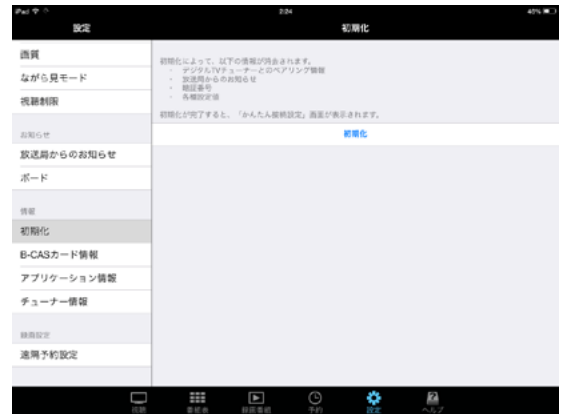 iPad
2:24
42%
設定
初期化
画質
ながら見モード
視聴制限
お知らせ
放送局からのお知らせ
ボード
情報
初期化
B-CASカード情報
アプリケーション情報
チューナー情報
録画設定
遠隔予約設定
初期化によって、以下の情報が消去されます。
・ デジタルTVチューナーとのペアリング情報
・ 放送局からのお知らせ
・ 暗証番号
・ 各種設定値
初期化が完了すると、「かんたん接続設定」画面が表示されます。
初期化
視聴
番組表
録画番組
予約
設定
ヘルプ